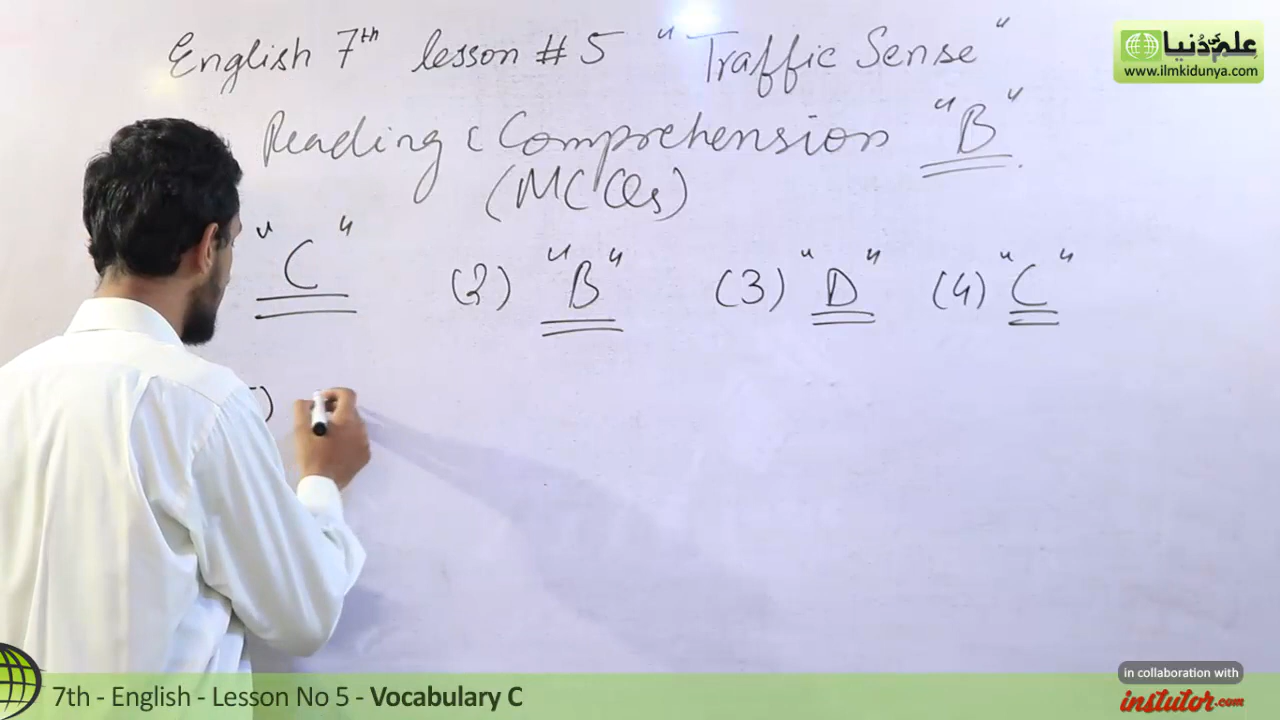 English 7th lesson # 5 "Traffic Sense"
Reading Comprehension "B"
(MCQs)
"C" (2) "B" (3) "D" (4) "C"
)
علم کی دُنیا
www.ilmkidunya.com
7th - English - Lesson No 5 - Vocabulary C
in collaboration with
instutor.com